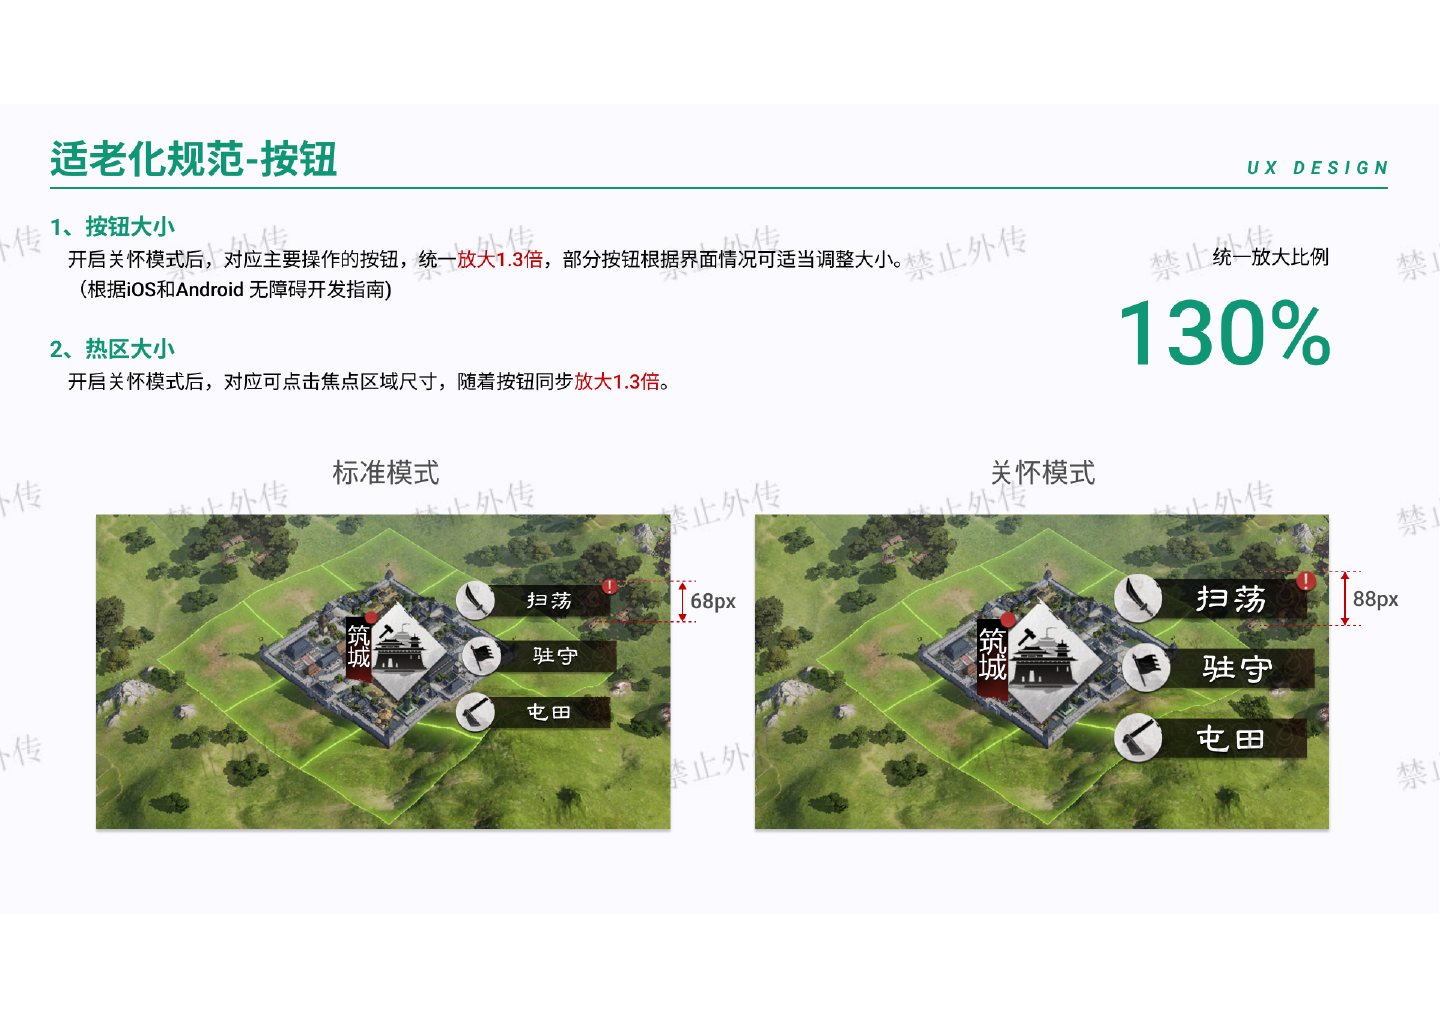 适老化规范-按钮
UX DESIGN
1、按钮大小
开启关怀模式后，对应主要操作的按钮，统一放大1.3倍，部分按钮根据界面情况可适当调整大小。
（根据iOS和Android 无障碍开发指南)
统一放大比例
130%
2、热区大小
开启关怀模式后，对应可点击焦点区域尺寸，随着按钮同步放大1.3倍。
标准模式
关怀模式
筑城
扫荡
驻守
屯田
68px
筑城
扫荡
驻守
屯田
88px
禁止外传